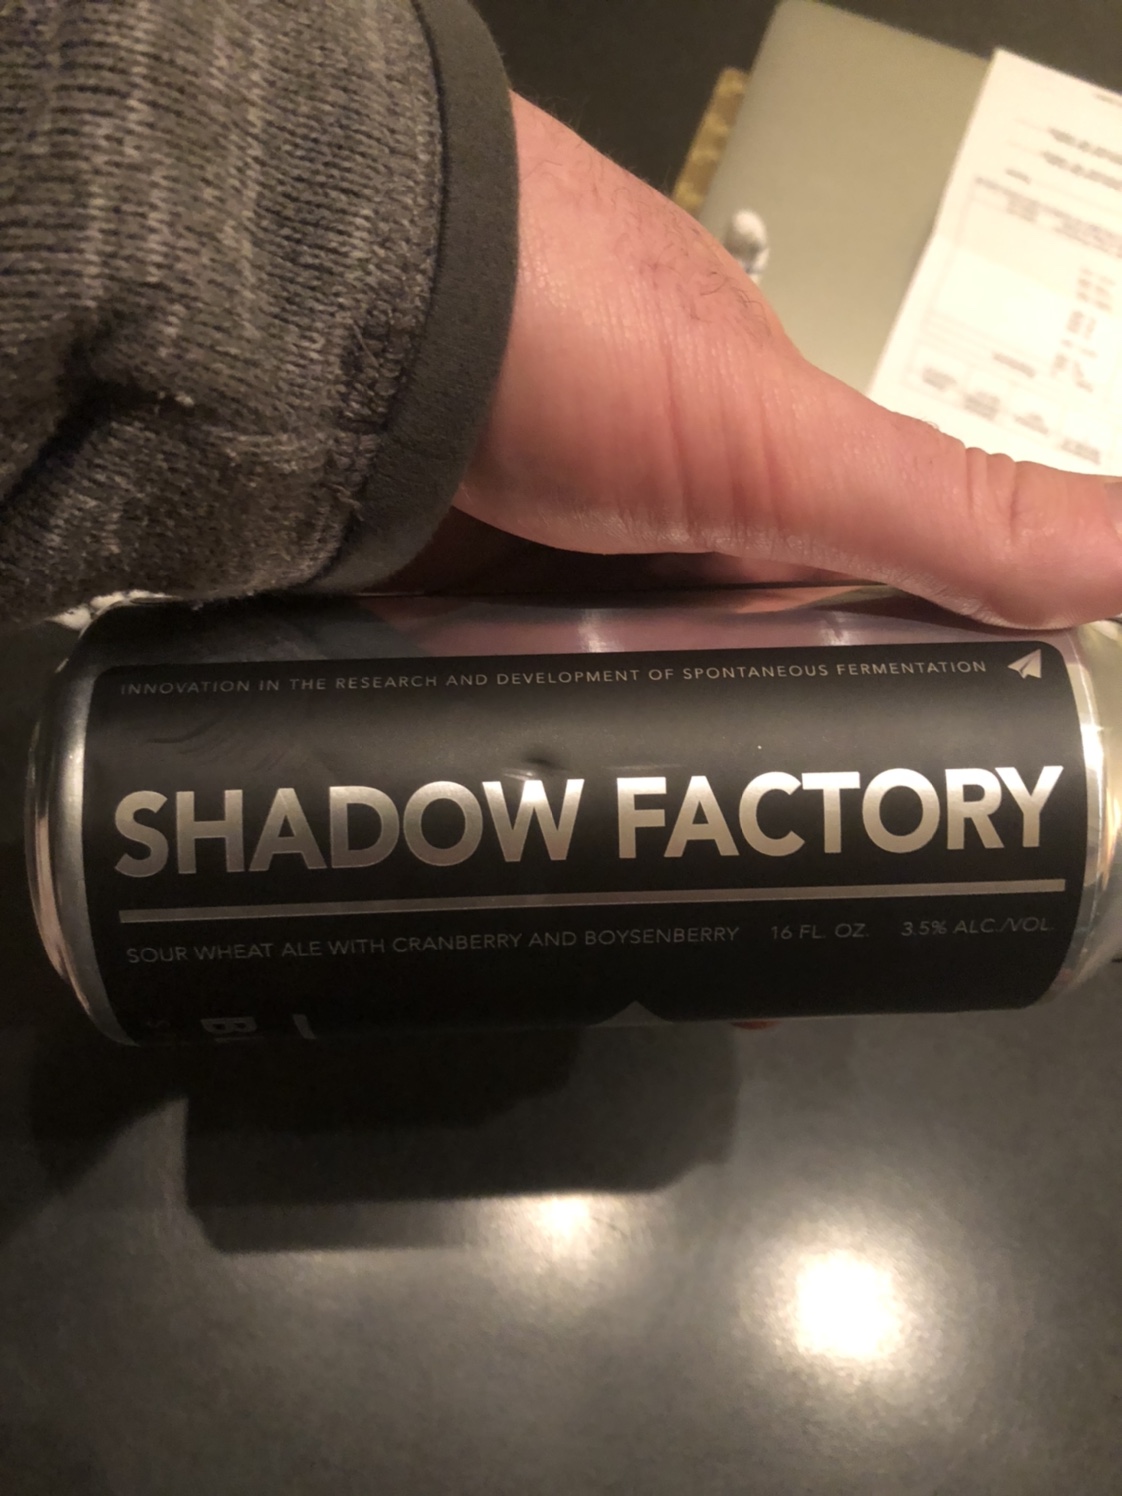 INNOVATION IN THE RESEARCH AND DEVELOPMENT OF SPONTANEOUS FERMENTATION
SHADOW FACTORY
SOUR WHEAT ALE WITH CRANBERRY AND BOYSENBERRY 16 FL. OZ. 3.5% ALC./VOL.